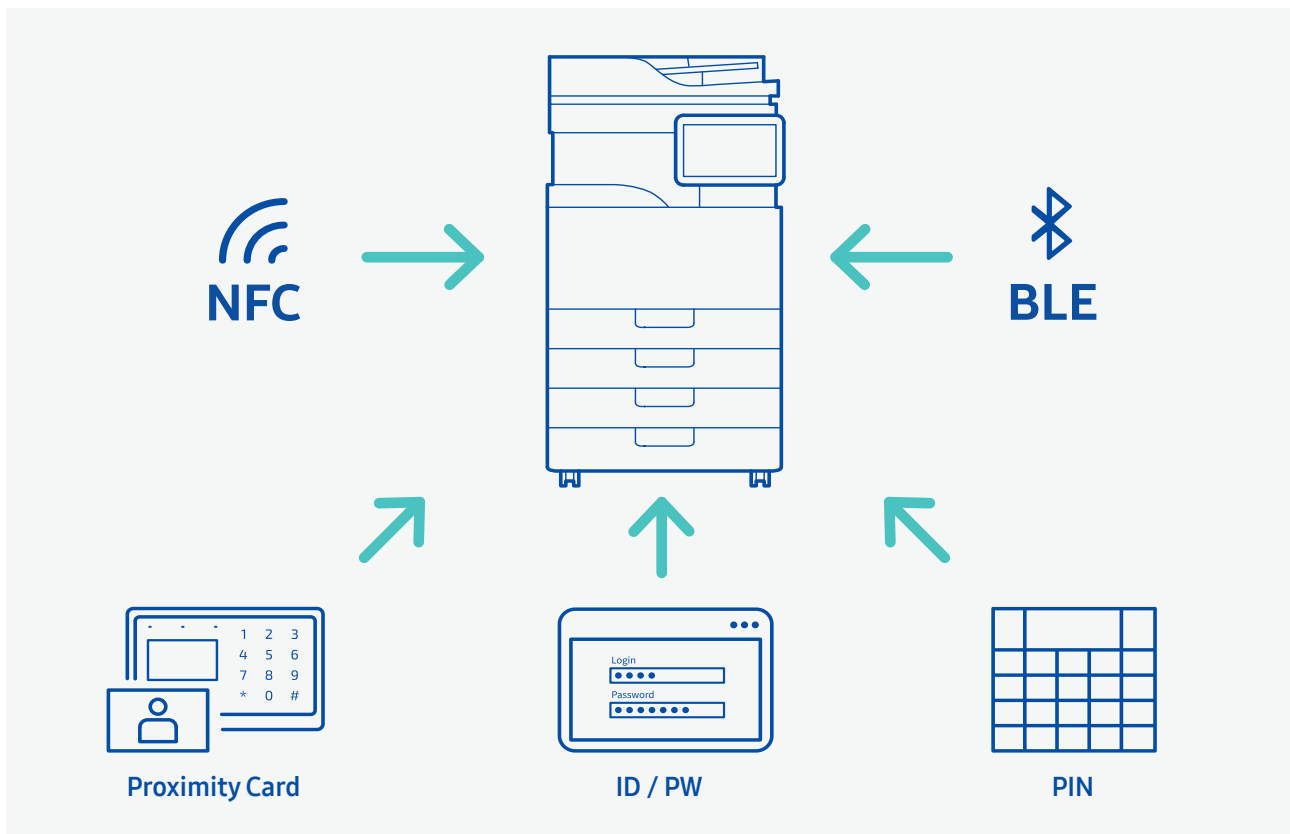 NFC
BLE
1 2 3
4 5 6
7 8 9
* 0 #
Login
Password
Proximity Card
ID / PW
PIN